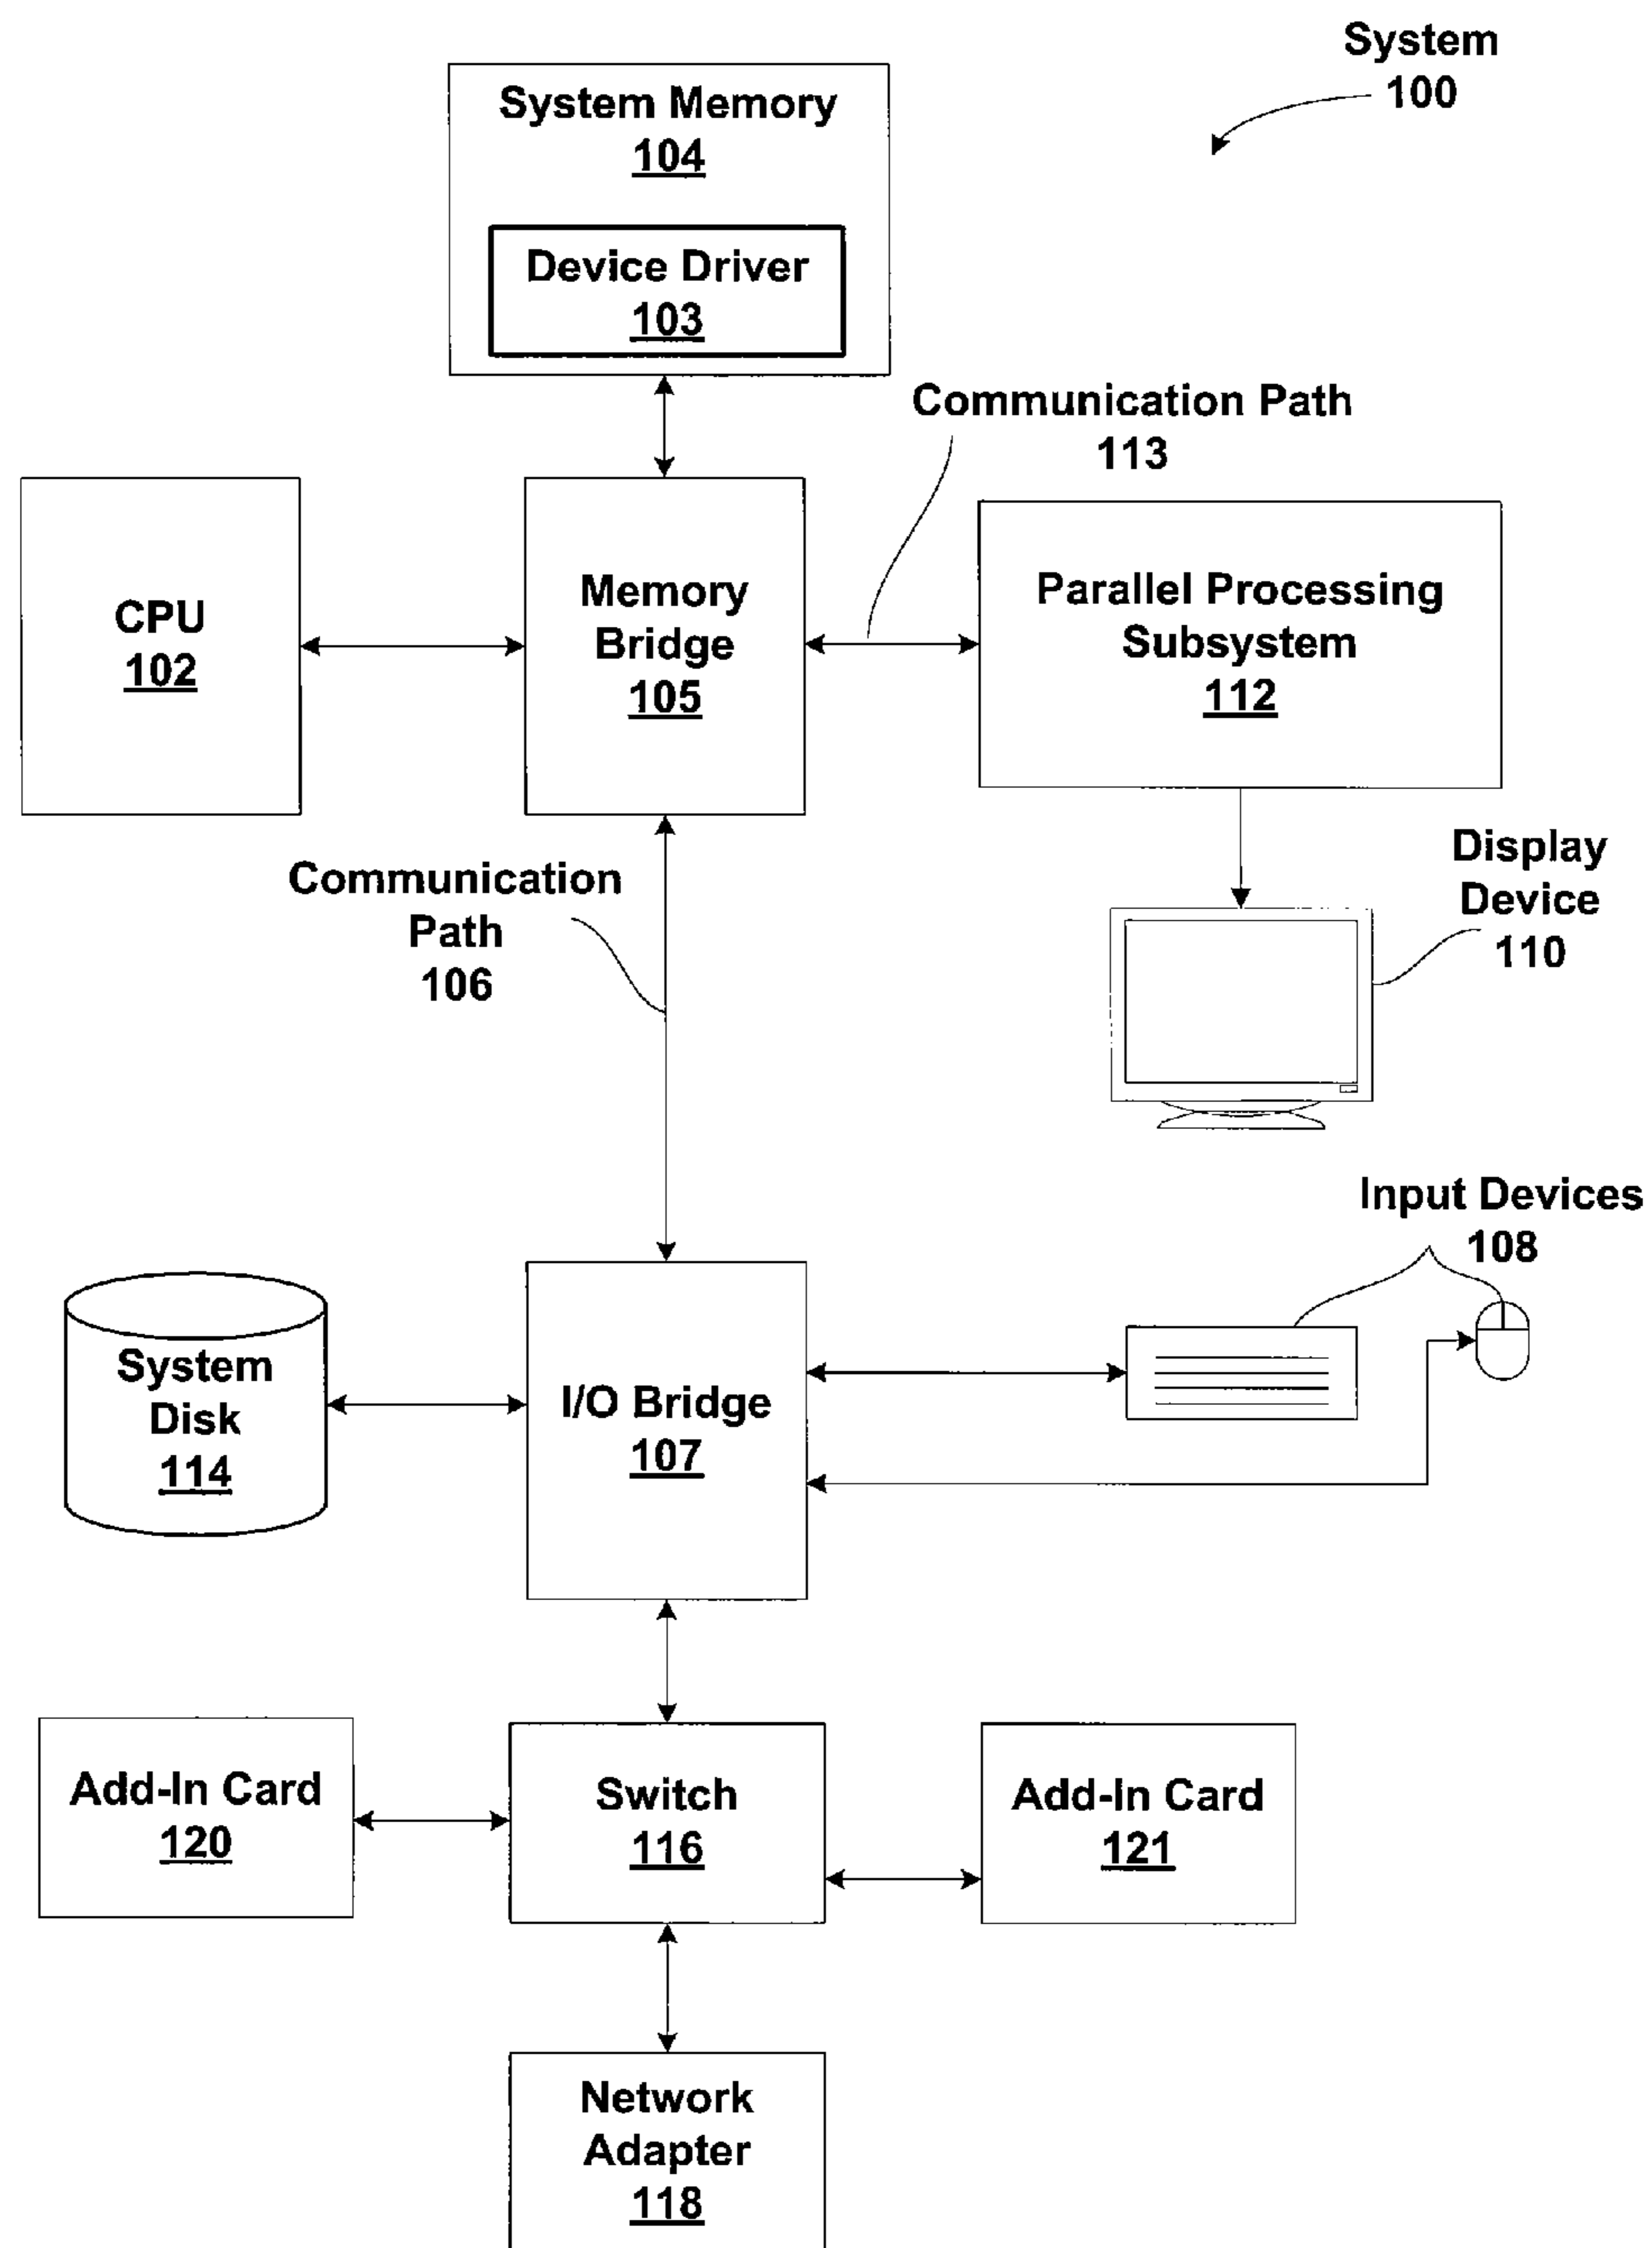 System
100
System Memory
104
Device Driver
103
Communication Path
113
CPU
102
Memory
Bridge
105
Parallel Processing
Subsystem
112
Communication
Path
106
Display
Device
110
Input Devices
108
System
Disk
114
I/O Bridge
107
Add-In Card
120
Switch
116
Add-In Card
121
Network
Adapter
118